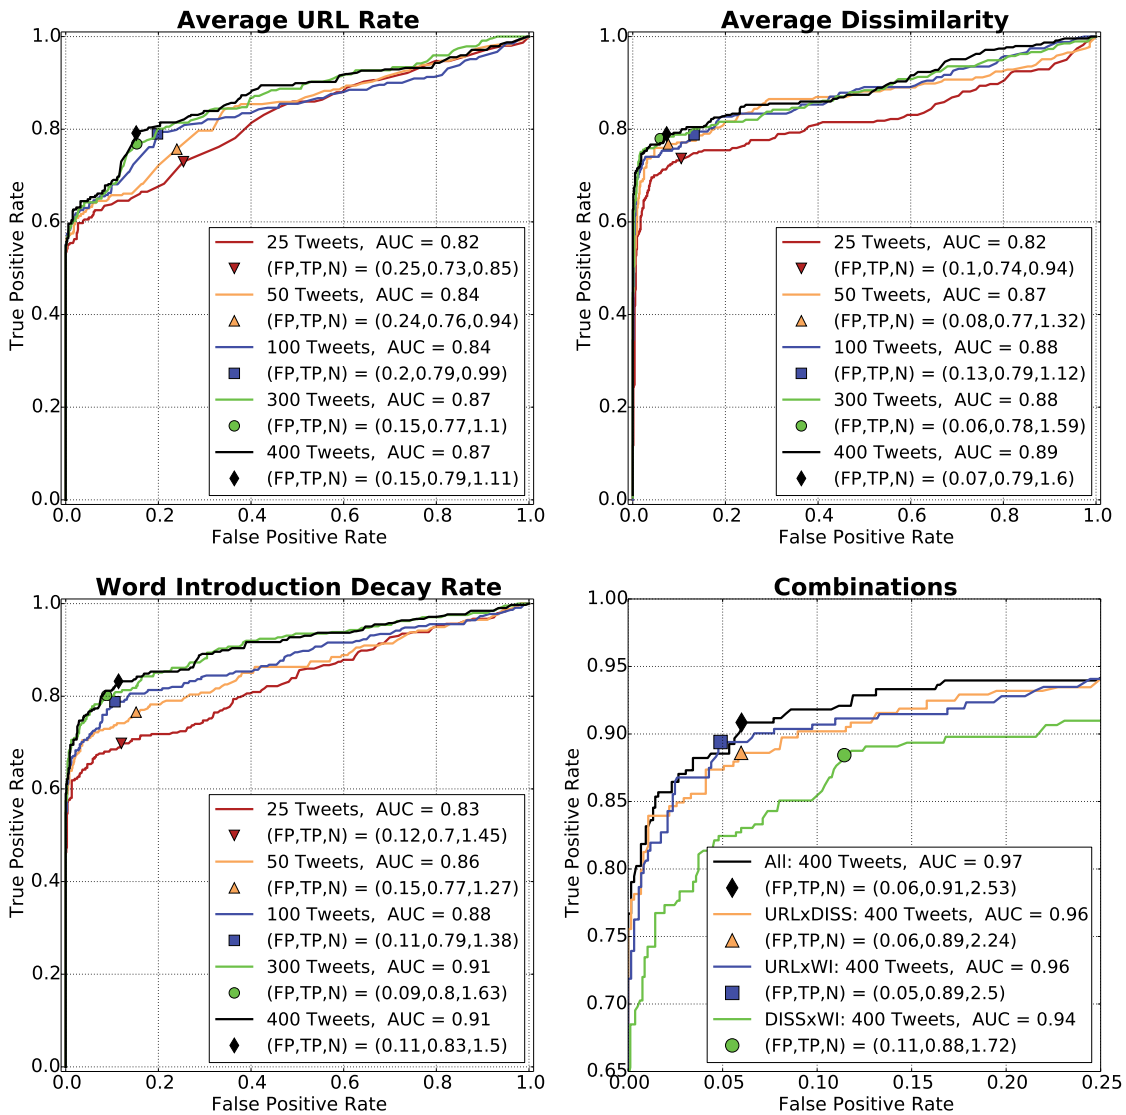 Average URL Rate
1.0
0.8
0.6
0.4
0.2
0.0
True Positive Rate
0.0 0.2 0.4 0.6 0.8 1.0
False Positive Rate
25 Tweets, AUC = 0.82
(FP,TP,N) = (0.25,0.73,0.85)
50 Tweets, AUC = 0.84
(FP,TP,N) = (0.24,0.76,0.94)
100 Tweets, AUC = 0.84
(FP,TP,N) = (0.2,0.79,0.99)
300 Tweets, AUC = 0.87
(FP,TP,N) = (0.15,0.77,1.1)
400 Tweets, AUC = 0.87
(FP,TP,N) = (0.15,0.79,1.11)
Average Dissimilarity
1.0
0.8
0.6
0.4
0.2
0.0
True Positive Rate
0.0 0.2 0.4 0.6 0.8 1.0
False Positive Rate
25 Tweets, AUC = 0.82
(FP,TP,N) = (0.1,0.74,0.94)
50 Tweets, AUC = 0.87
(FP,TP,N) = (0.08,0.77,1.32)
100 Tweets, AUC = 0.88
(FP,TP,N) = (0.13,0.79,1.12)
300 Tweets, AUC = 0.88
(FP,TP,N) = (0.06,0.78,1.59)
400 Tweets, AUC = 0.89
(FP,TP,N) = (0.07,0.79,1.6)
Word Introduction Decay Rate
1.0
0.8
0.6
0.4
0.2
0.0
True Positive Rate
0.0 0.2 0.4 0.6 0.8 1.0
False Positive Rate
25 Tweets, AUC = 0.83
(FP,TP,N) = (0.12,0.7,1.45)
50 Tweets, AUC = 0.86
(FP,TP,N) = (0.15,0.77,1.27)
100 Tweets, AUC = 0.88
(FP,TP,N) = (0.11,0.79,1.38)
300 Tweets, AUC = 0.91
(FP,TP,N) = (0.09,0.8,1.63)
400 Tweets, AUC = 0.91
(FP,TP,N) = (0.11,0.83,1.5)
Combinations
1.00
0.95
0.90
0.85
0.80
0.75
0.70
0.65
True Positive Rate
0.00 0.05 0.10 0.15 0.20 0.25
False Positive Rate
All: 400 Tweets, AUC = 0.97
(FP,TP,N) = (0.06,0.91,2.53)
URLxDISS: 400 Tweets, AUC = 0.96
(FP,TP,N) = (0.06,0.89,2.24)
URLxWI: 400 Tweets, AUC = 0.96
(FP,TP,N) = (0.05,0.89,2.5)
DISSxWI: 400 Tweets, AUC = 0.94
(FP,TP,N) = (0.11,0.88,1.72)